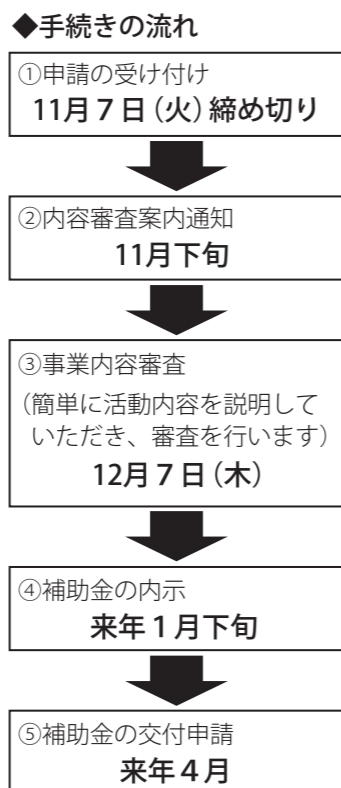 ◆手続きの流れ
①申請の受け付け
11月7日(火)締め切り
②内容審査案内通知
11月下旬
③事業内容審査
(簡単に活動内容を説明して
いただき、審査を行います)
12月7日(木)
④補助金の内示
来年1月下旬
⑤補助金の交付申請
来年4月